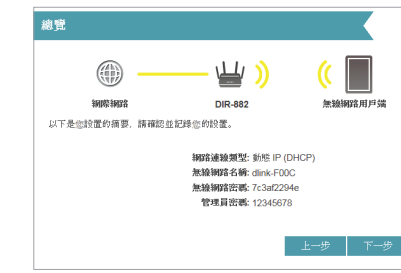 總覽
網際網路
DIR-882
無線網路用戶端
以下是您設置的摘要，請確認並記錄您的設置。
網路連線類型: 動態 IP (DHCP)
無線網路名稱: dlink-F00C
無線網路密碼: 7c3af2294e
管理員密碼: 12345678
上一步 下一步